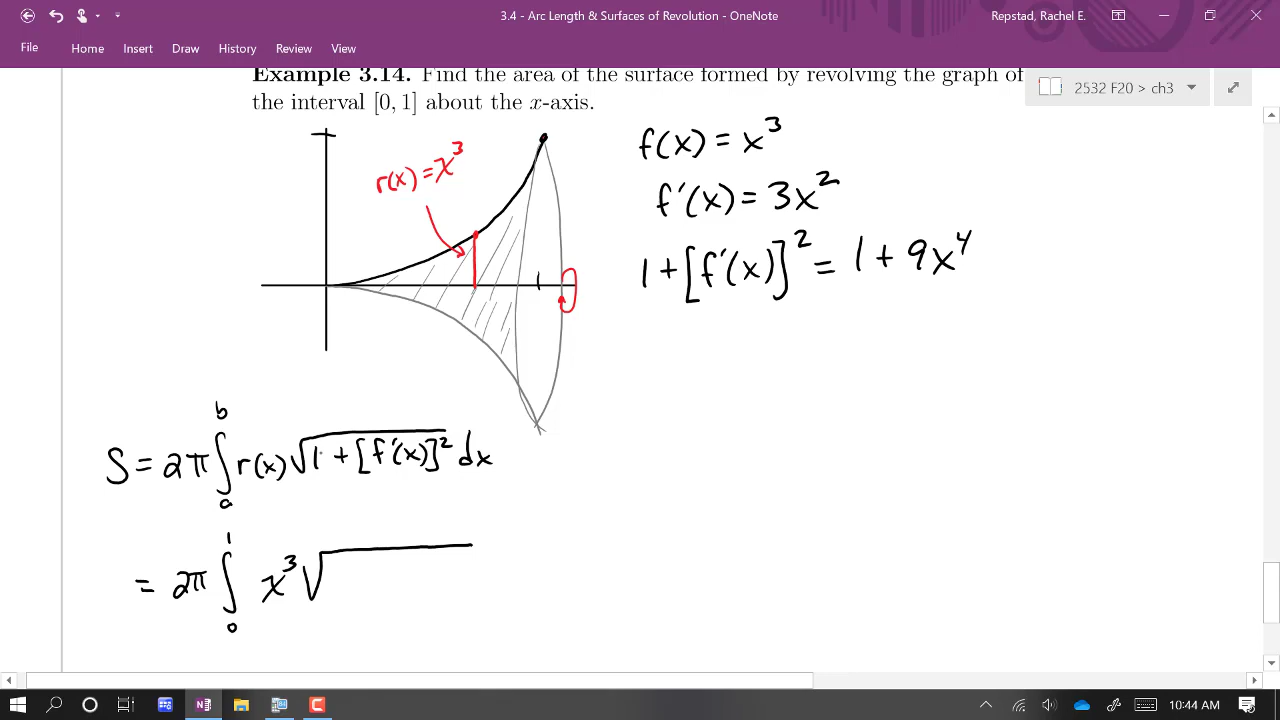 3.4 - Arc Length & Surfaces of Revolution - OneNote
Repstad, Rachel E.
File Home Insert Draw History Review View
2532 F20 > ch3
Example 3.14. Find the area of the surface formed by revolving the graph of
the interval [0, 1] about the x-axis.
r(x) = x³
1
f(x) = x³
f'(x) = 3x²
1 + [f'(x)]² = 1 + 9x⁴
S = 2π ∫ₐᵇ r(x) √(1 + [f'(x)]²) dx
= 2π ∫₀¹ x³ √
10:44 AM